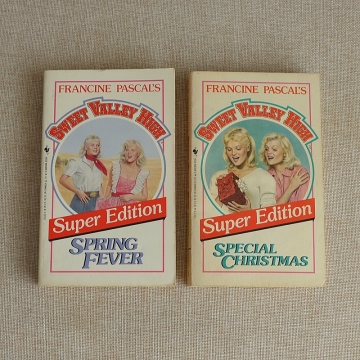 FRANCINE PASCAL'S
SWEET VALLEY HIGH
Super Edition
SPRING
FEVER
FRANCINE PASCAL'S
SWEET VALLEY HIGH
Super Edition
SPECIAL
CHRISTMAS